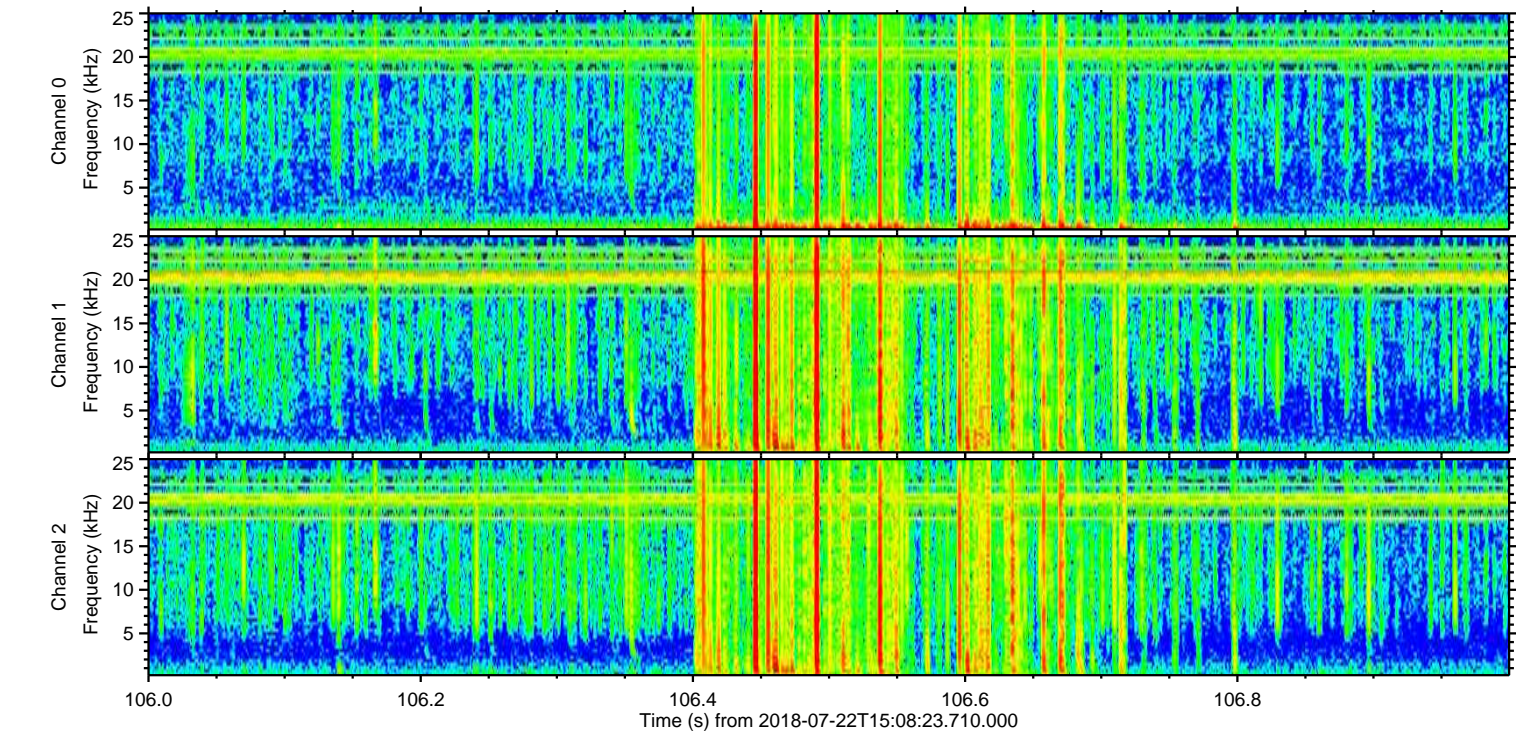 25
20
15
10
5
Channel 0
Frequency (kHz)
25
20
15
10
5
Channel 1
Frequency (kHz)
25
20
15
10
5
Channel 2
Frequency (kHz)
106.0 106.2 106.4 106.6 106.8
Time (s) from 2018-07-22T15:08:23.710.000